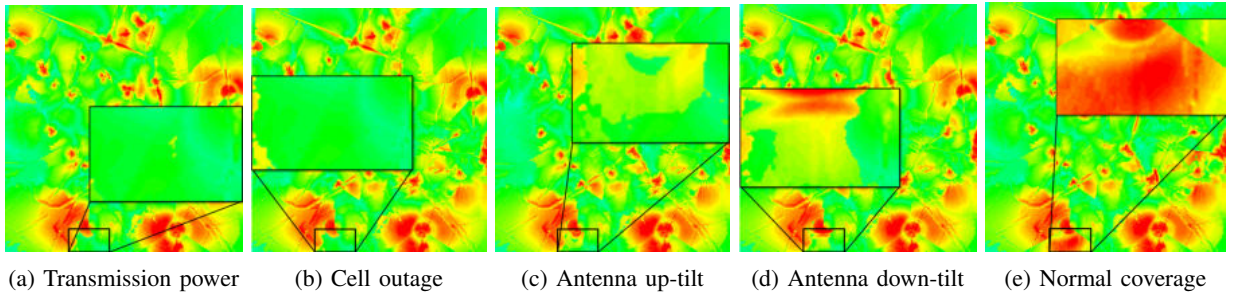 (a) Transmission power
(b) Cell outage
(c) Antenna up-tilt
(d) Antenna down-tilt
(e) Normal coverage